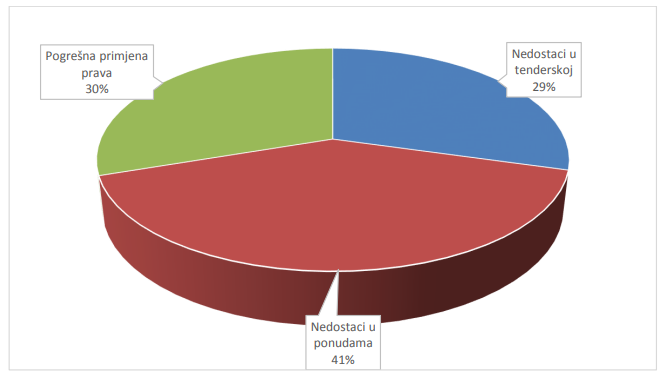 Pogrešna primjena
prava
30%
Nedostaci u
tenderskoj
29%
Nedostaci u
ponudama
41%